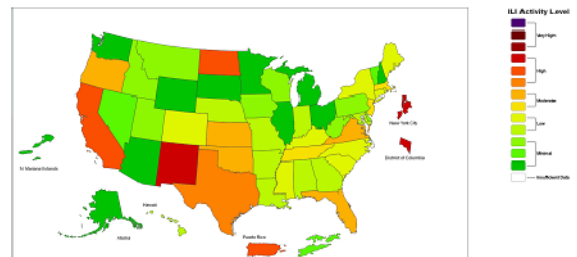 ILI Activity Level
Very High
High
Moderate
Low
Minimal
Insufficient Data
New York City
District of Columbia
N. Mariana Islands
Hawaii
Alaska
Puerto Rico